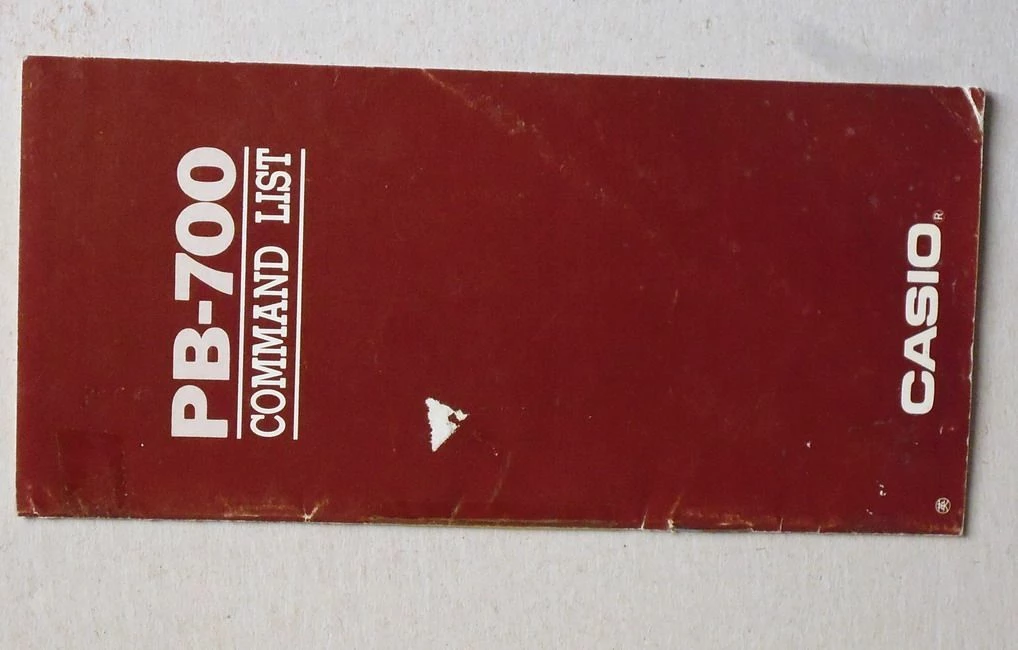 PB-700
COMMAND LIST
CASIO®